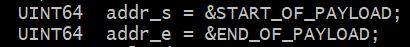 UINT64  addr_s = &START_OF_PAYLOAD;
UINT64  addr_e = &END_OF_PAYLOAD;